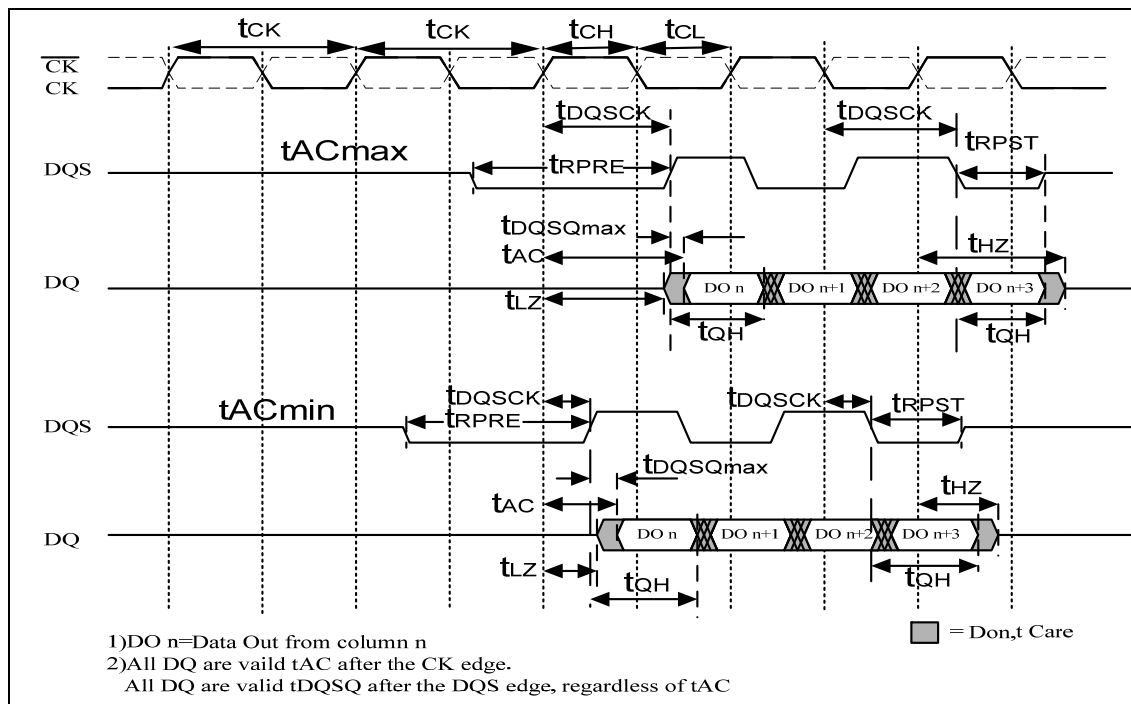 tCK tCK tCH tCL
CK
CK
tDQSCK tDQSCK
tACmax tRPST
DQS tRPRE
tDQSQmax
tAC tHZ
DQ DO n DO n+1 DO n+2 DO n+3
tLZ
tQH tQH
tDQSCK tDQSCK
tACmin tRPST
DQS tRPRE
tDQSQmax
tAC tHZ
DQ DO n DO n+1 DO n+2 DO n+3
tLZ
tQH tQH
1)DO n=Data Out from column n
= Don,t Care
2)All DQ are vaild tAC after the CK edge.
All DQ are valid tDQSQ after the DQS edge, regardless of tAC